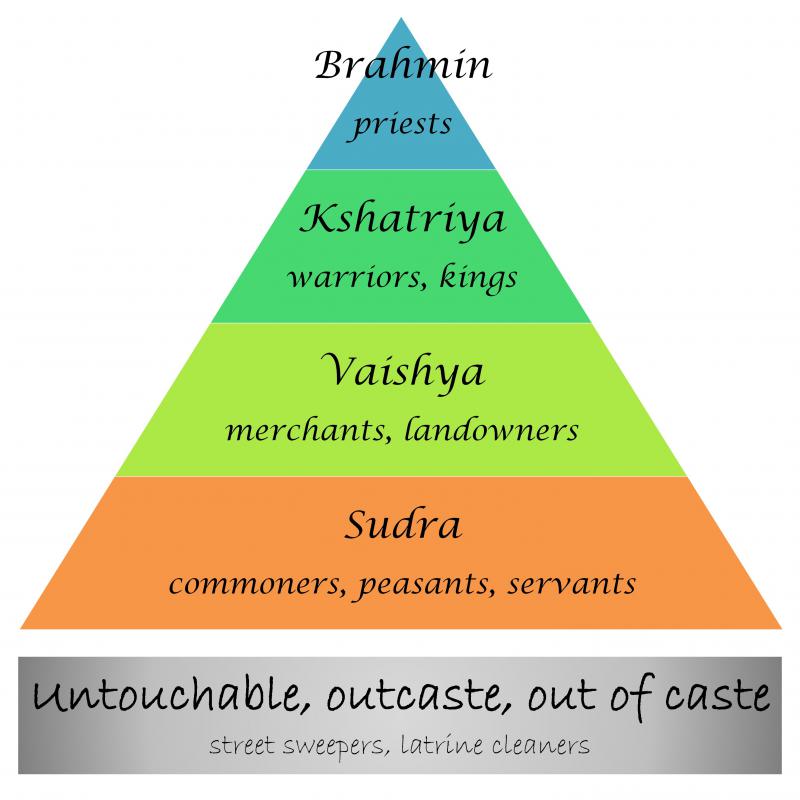 Brahmin
priests
Kshatriya
warriors, kings
Vaishya
merchants, landowners
Sudra
commoners, peasants, servants
Untouchable, outcaste, out of caste
street sweepers, latrine cleaners